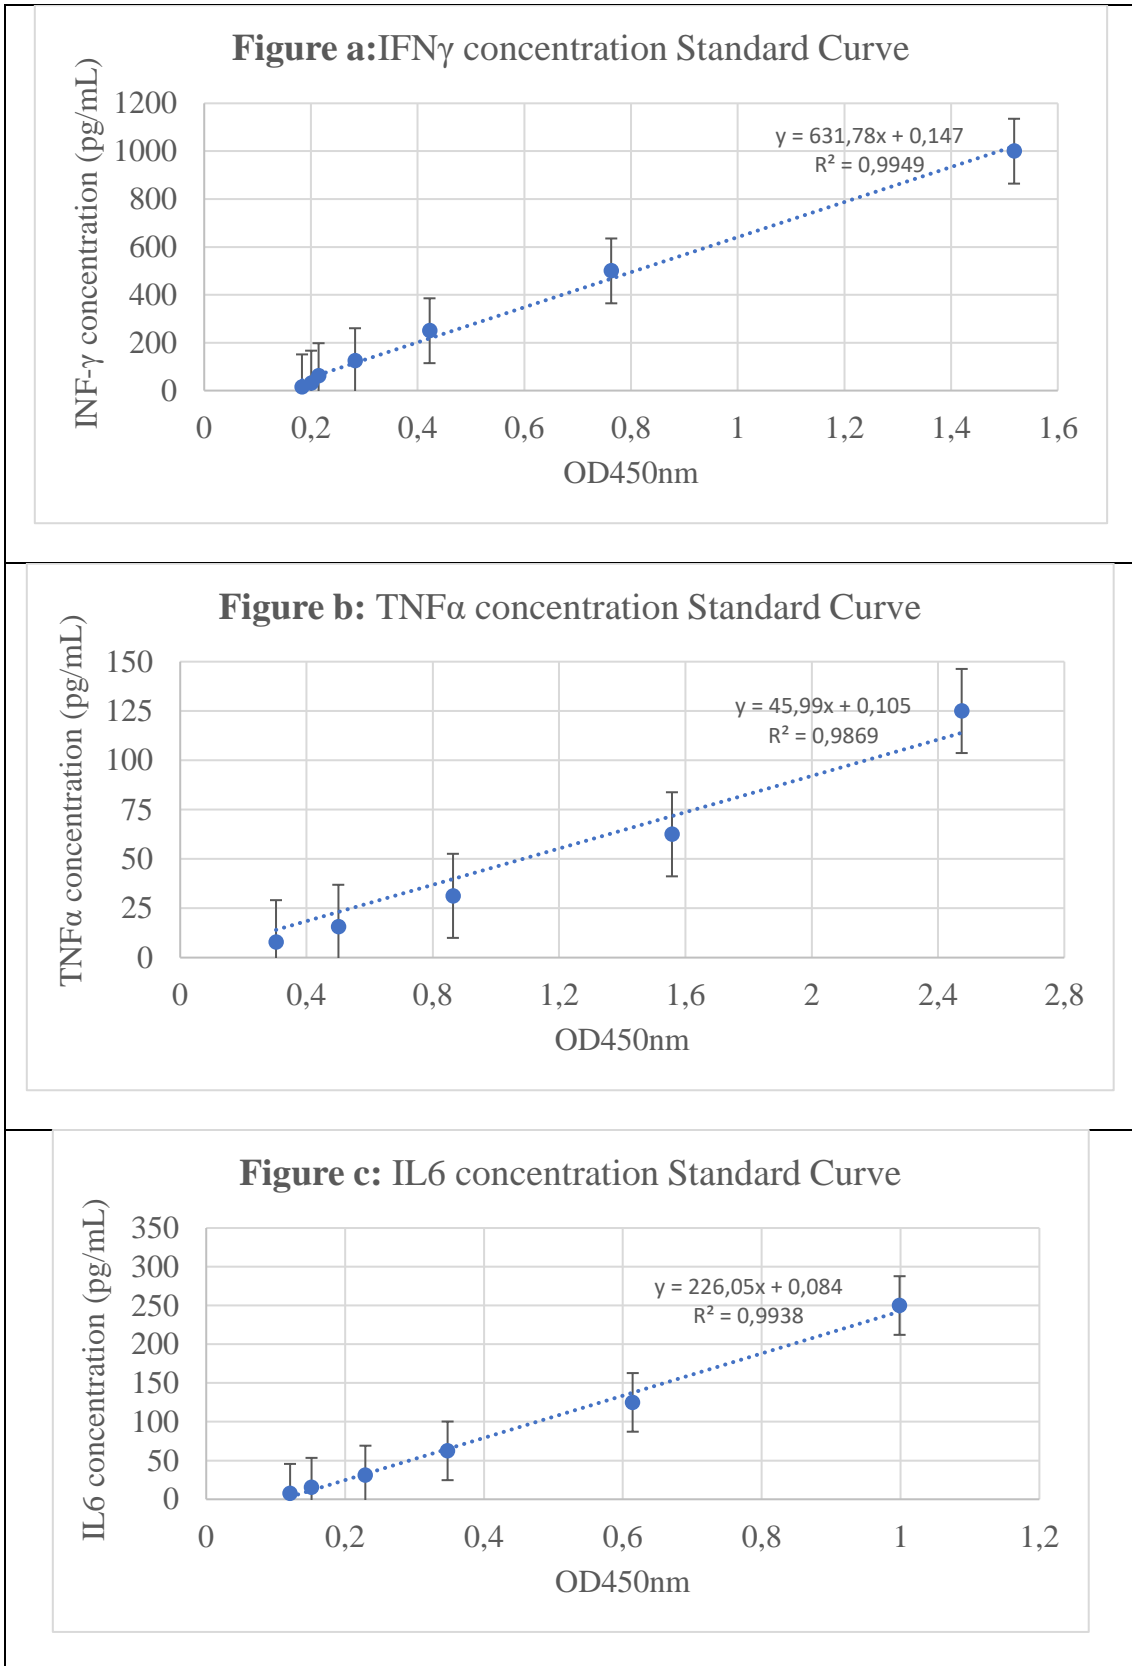 Figure a:IFNγ concentration Standard Curve
INF-γ concentration (pg/mL)
1200
1000
800
600
400
200
0
y = 631,78x + 0,147
R² = 0,9949
0 0,2 0,4 0,6 0,8 1 1,2 1,4 1,6
OD450nm
Figure b: TNFα concentration Standard Curve
TNFα concentration (pg/mL)
150
125
100
75
50
25
0
y = 45,99x + 0,105
R² = 0,9869
0 0,4 0,8 1,2 1,6 2 2,4 2,8
OD450nm
Figure c: IL6 concentration Standard Curve
IL6 concentration (pg/mL)
350
300
250
200
150
100
50
0
y = 226,05x + 0,084
R² = 0,9938
0 0,2 0,4 0,6 0,8 1 1,2
OD450nm